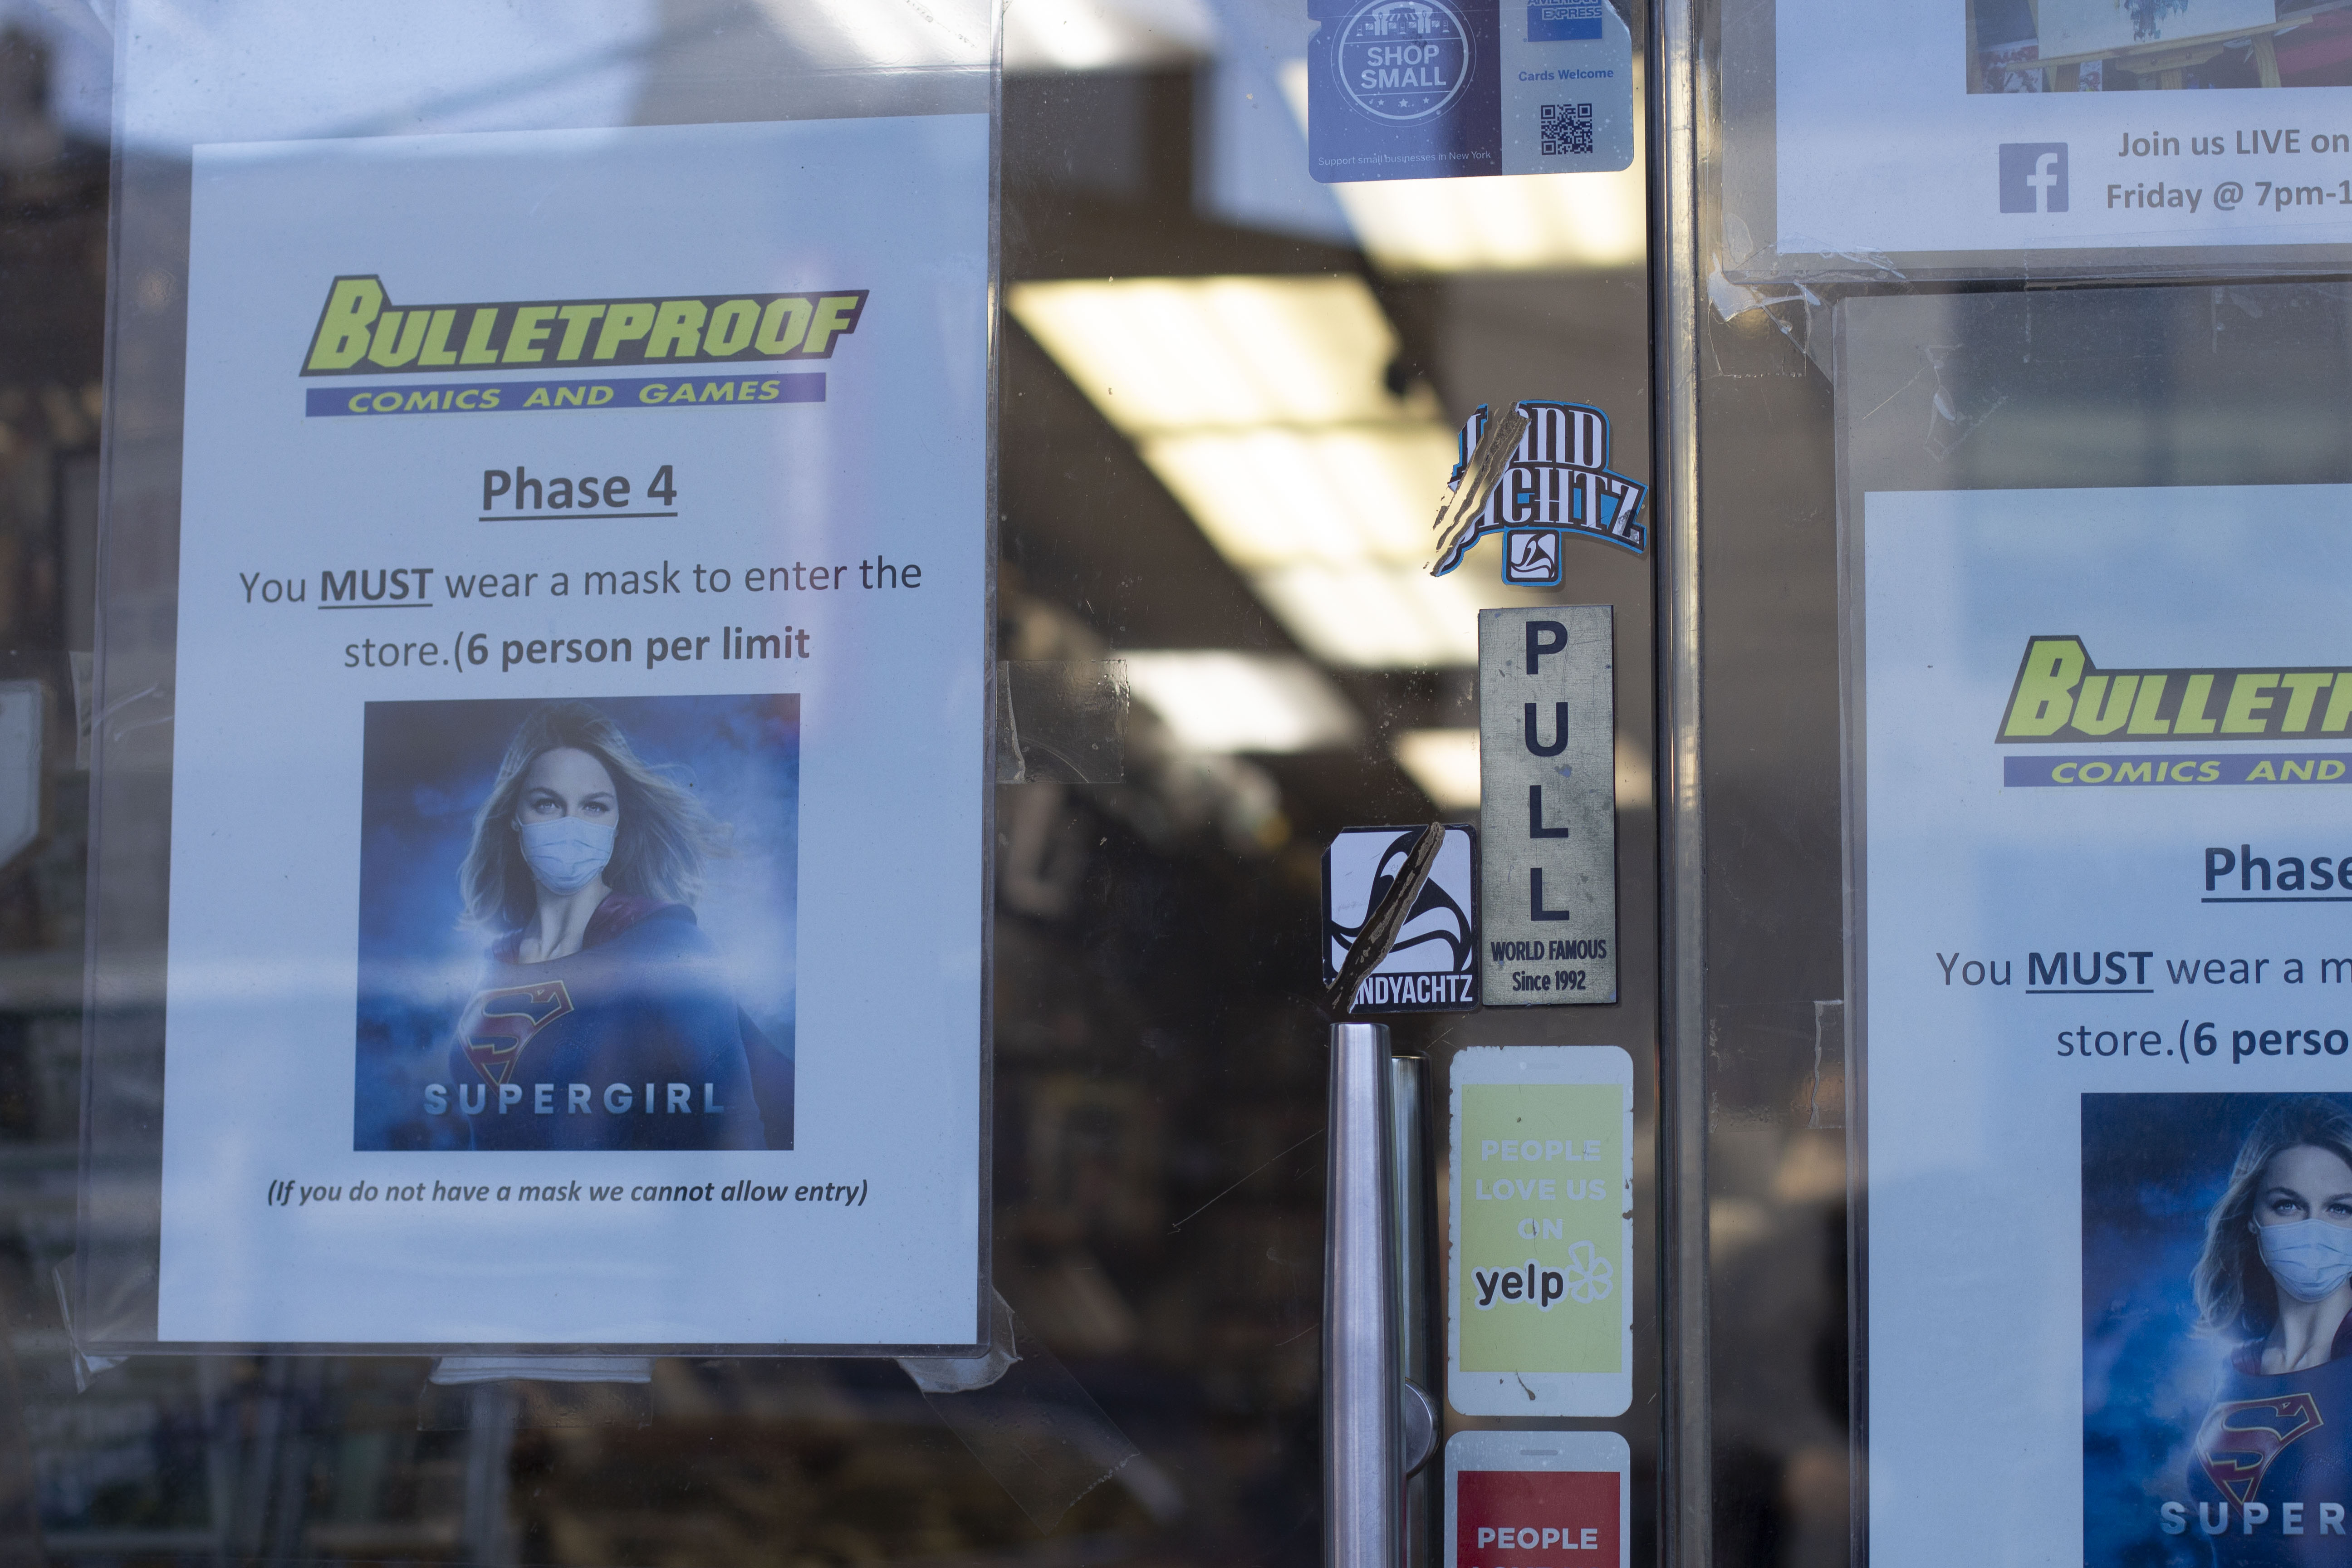 BULLETPROOF
COMICS AND GAMES
Phase 4
You MUST wear a mask to enter the
store.(6 person per limit
SUPERGIRL
(If you do not have a mask we cannot allow entry)
SHOP
SMALL
Support small businesses in New York
AMERICAN
EXPRESS
Cards Welcome
YACHTZ
PULL
WORLD FAMOUS
Since 1992
NDYACHTZ
PEOPLE
LOVE US
ON
yelp
PEOPLE
f
Join us LIVE on
Friday @ 7pm-1
BULLETP
COMICS AND
Phase
You MUST wear a m
store.(6 perso
SUPER